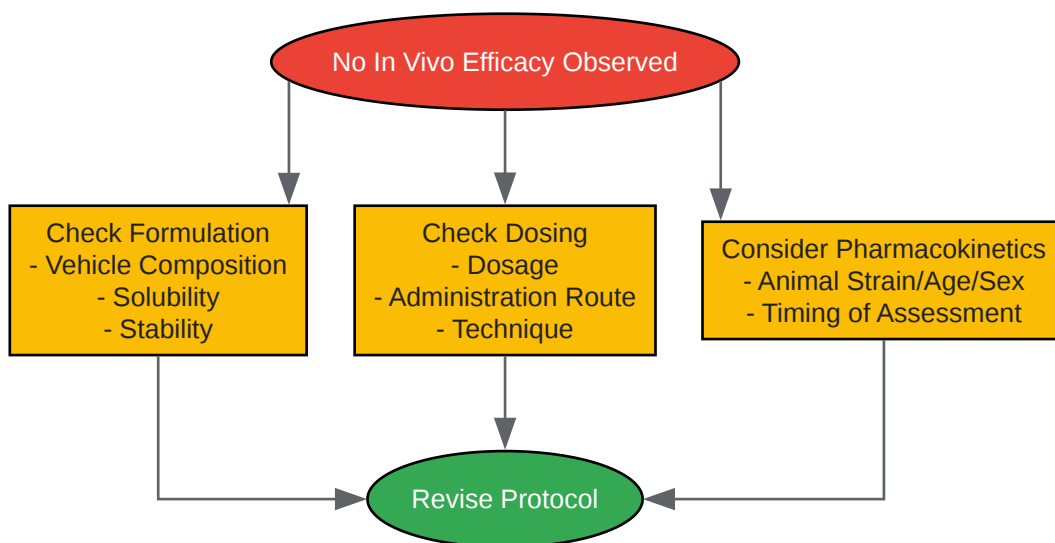 No In Vivo Efficacy Observed
Check Formulation
- Vehicle Composition
- Solubility
- Stability
Check Dosing
- Dosage
- Administration Route
- Technique
Consider Pharmacokinetics
- Animal Strain/Age/Sex
- Timing of Assessment
Revise Protocol